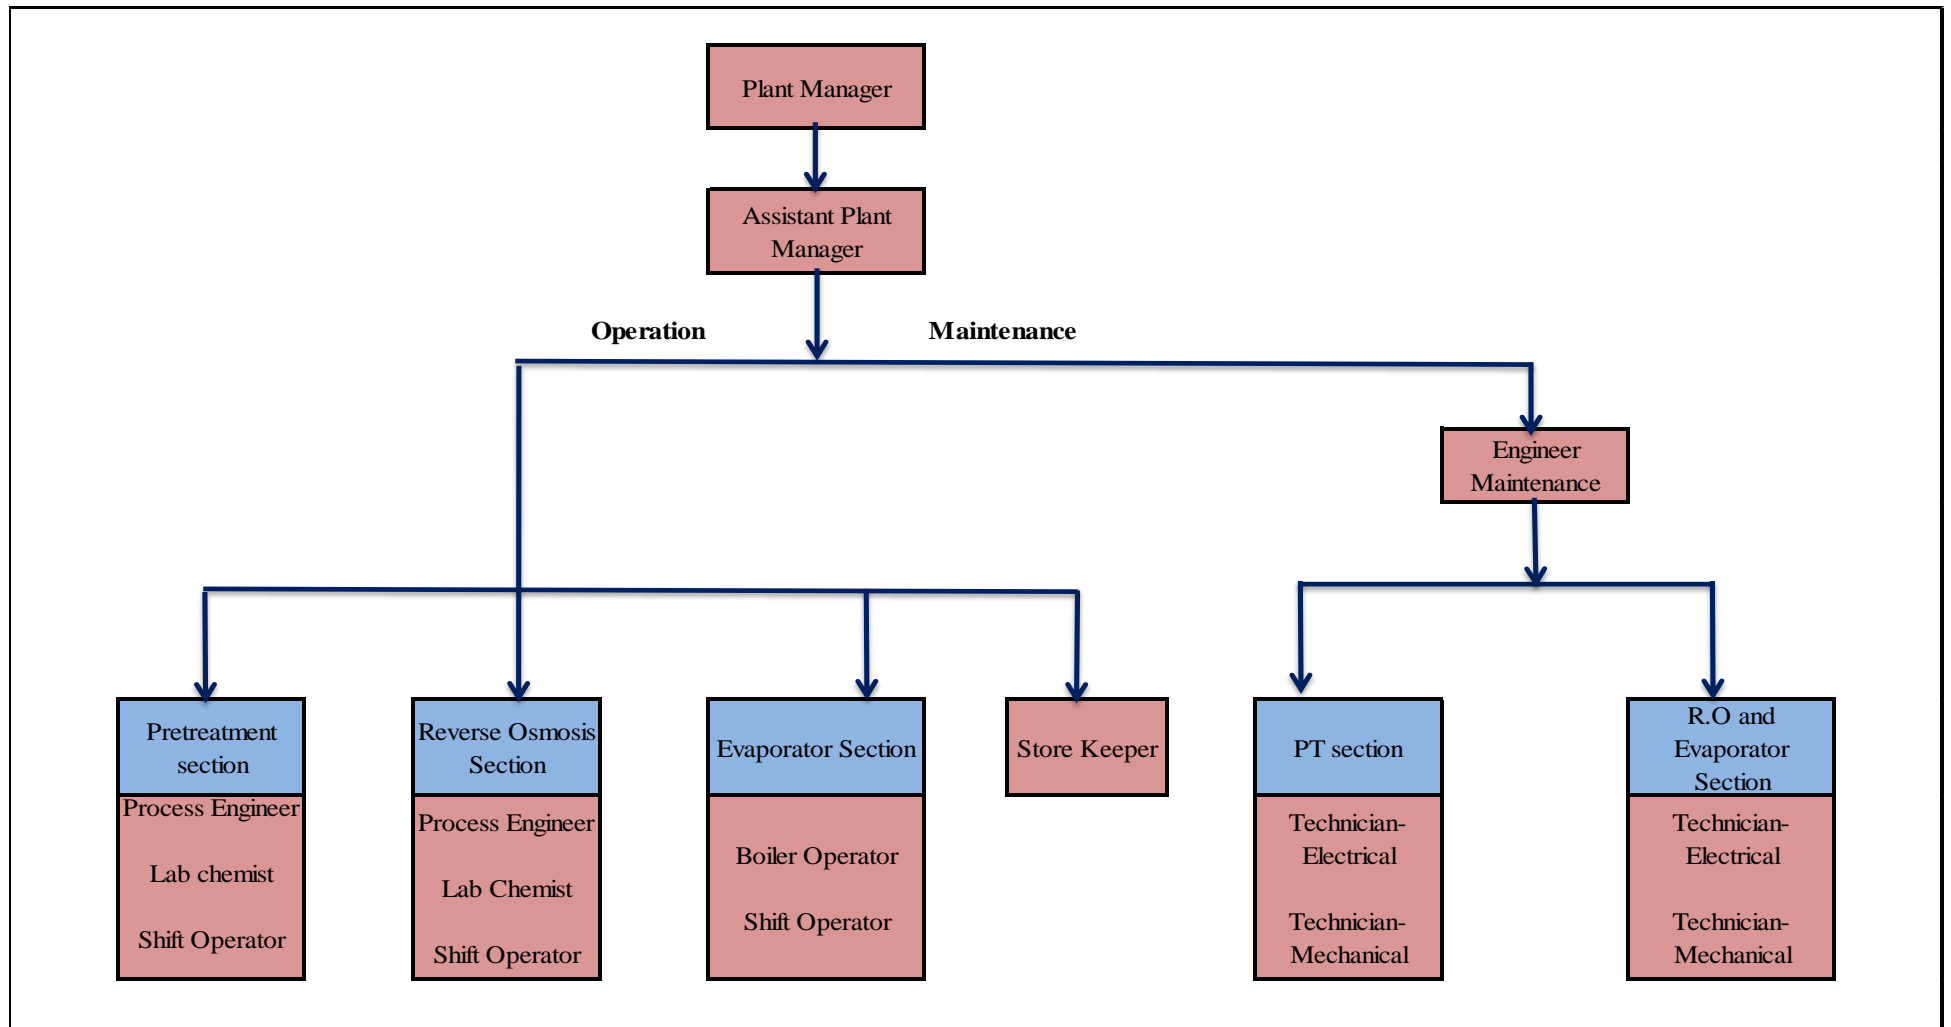 Plant Manager
Assistant Plant
Manager
Operation
Maintenance
Engineer
Maintenance
Pretreatment
section
Process Engineer
Lab chemist
Shift Operator
Reverse Osmosis
Section
Process Engineer
Lab Chemist
Shift Operator
Evaporator Section
Boiler Operator
Shift Operator
Store Keeper
PT section
Technician-
Electrical
Technician-
Mechanical
R.O and
Evaporator
Section
Technician-
Electrical
Technician-
Mechanical